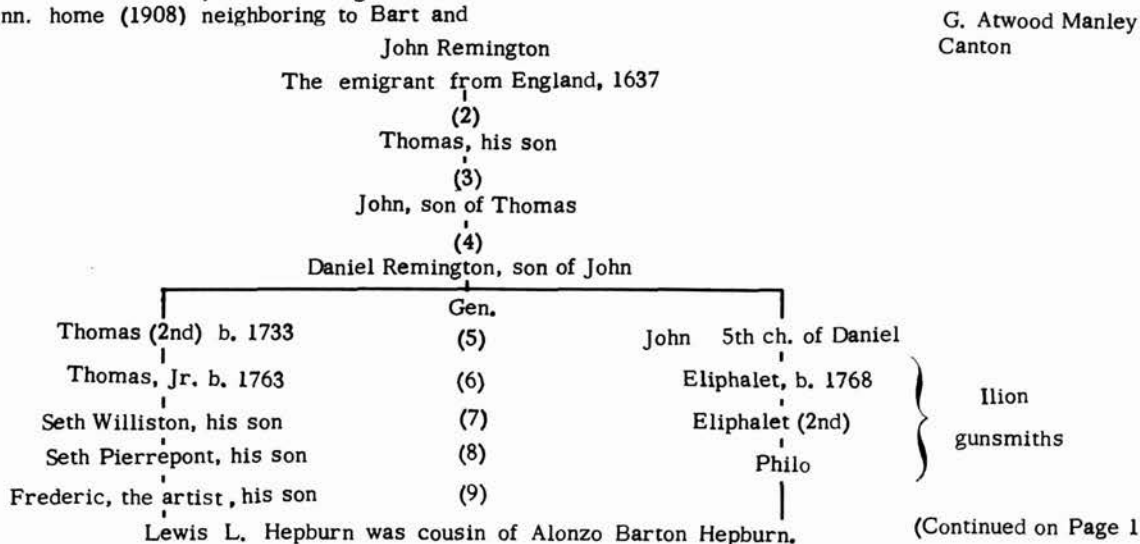 nn. home (1908) neighboring to Bart and
G. Atwood Manley
Canton
John Remington
The emigrant from England, 1637
(2)
Thomas, his son
(3)
John, son of Thomas
(4)
Daniel Remington, son of John
Gen.
Thomas (2nd) b. 1733 (5) John 5th ch. of Daniel
Thomas, Jr. b. 1763 (6) Eliphalet, b. 1768
Seth Williston, his son (7) Eliphalet (2nd)
Seth Pierrepont, his son (8) Philo
Ilion
gunsmiths
Frederic, the artist, his son (9)
Lewis L. Hepburn was cousin of Alonzo Barton Hepburn.
(Continued on Page 1